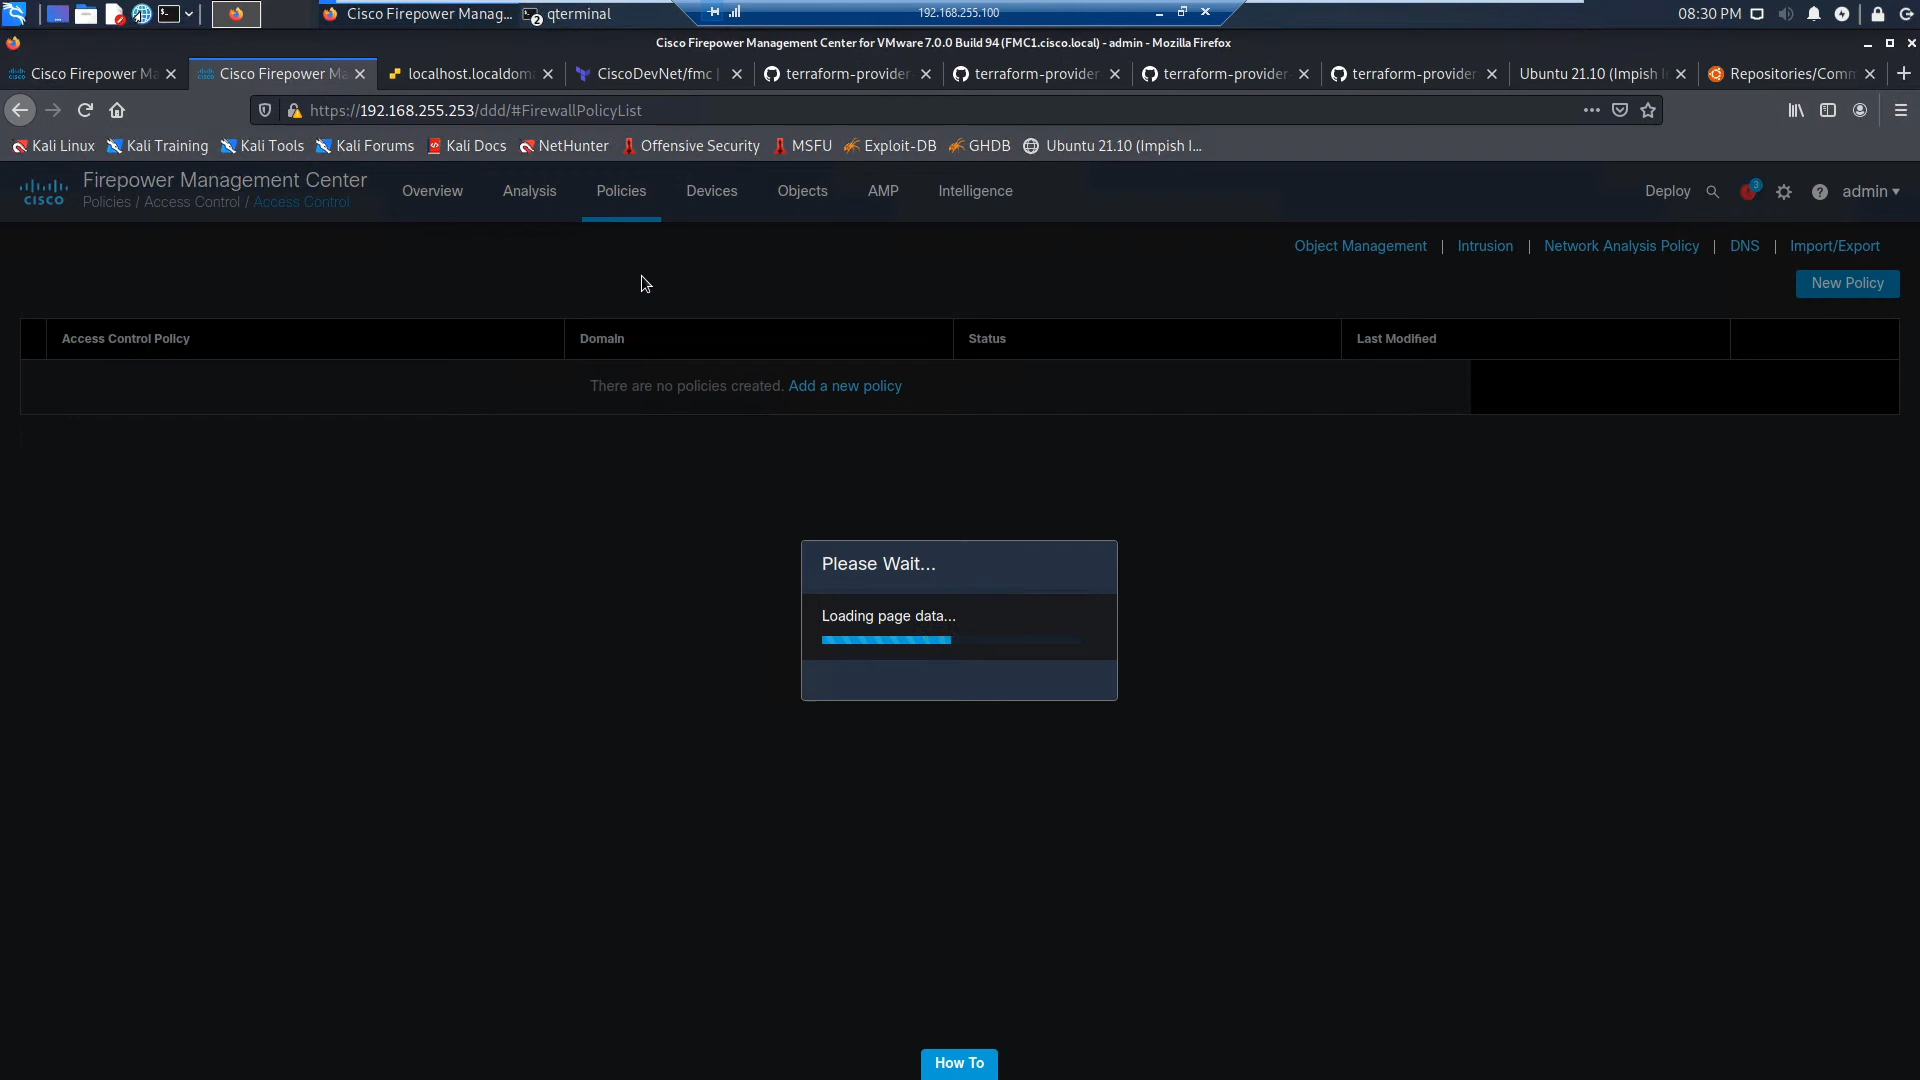 Cisco Firepower Manag...
2
qterminal
192.168.255.100
08:30 PM
Cisco Firepower Management Center for VMware 7.0.0 Build 94 (FMC1.cisco.local) - admin - Mozilla Firefox
Cisco Firepower Ma
Cisco Firepower Ma
localhost.localdom
CiscoDevNet/fmc |
terraform-provider-
terraform-provider-
terraform-provider-
terraform-provider-
Ubuntu 21.10 (Impish I
Repositories/Comm
https://192.168.255.253/ddd/#FirewallPolicyList
Kali Linux
Kali Training
Kali Tools
Kali Forums
Kali Docs
NetHunter
Offensive Security
MSFU
Exploit-DB
GHDB
Ubuntu 21.10 (Impish I...
CISCO
Firepower Management Center
Policies / Access Control / Access Control
Overview
Analysis
Policies
Devices
Objects
AMP
Intelligence
Deploy
3
admin
Object Management | Intrusion | Network Analysis Policy | DNS | Import/Export
New Policy
Access Control Policy
Domain
Status
Last Modified
There are no policies created. Add a new policy
Please Wait...
Loading page data...
How To